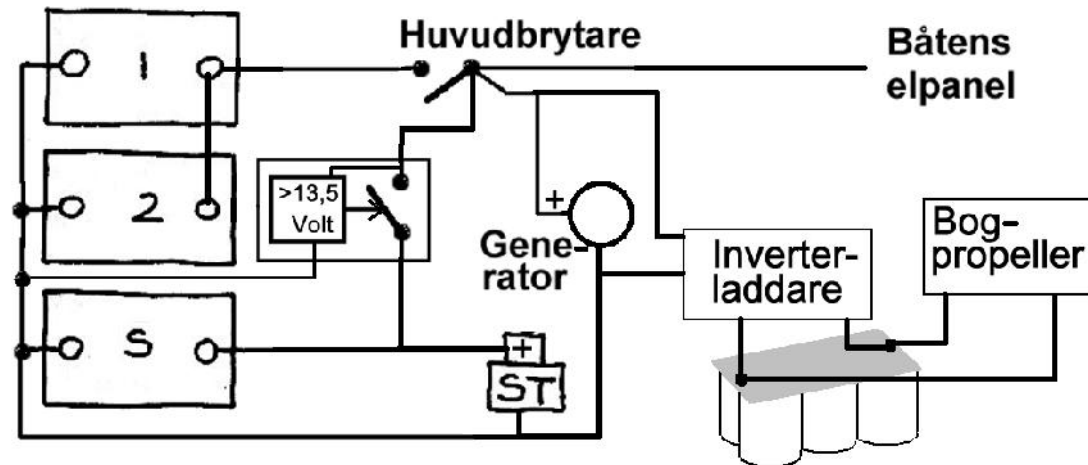 1
Huvudbrytare
Båtens
elpanel
2
>13,5
Volt
+
Gene-
rator
Inverter-
laddare
Bog-
propeller
S
+
ST